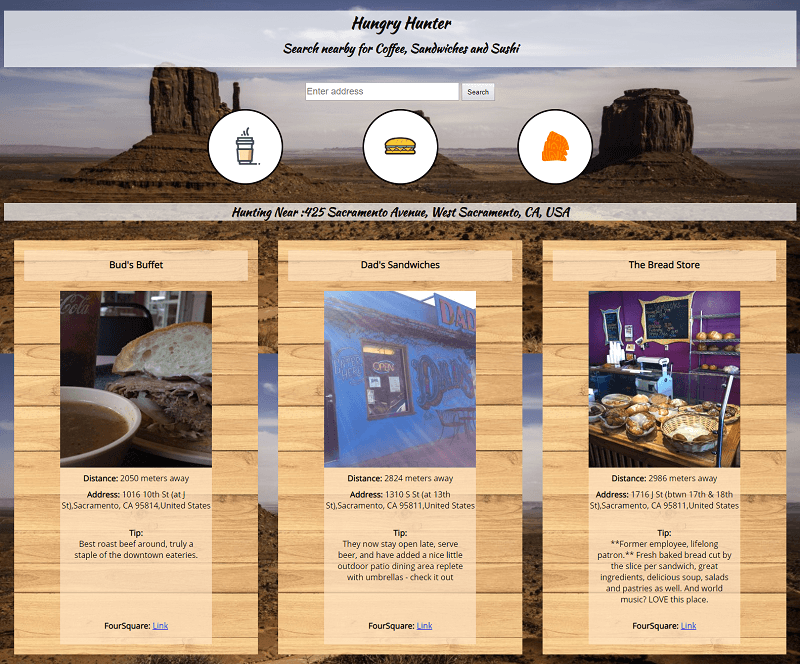 Hungry Hunter
Search nearby for Coffee, Sandwiches and Sushi
Enter address
Search
Hunting Near :425 Sacramento Avenue, West Sacramento, CA, USA
Bud's Buffet
Cola
Distance: 2050 meters away
Address: 1016 10th St (at J
St),Sacramento, CA 95814,United States
Tip:
Best roast beef around, truly a
staple of the downtown eateries.
FourSquare: Link
Dad's Sandwiches
DAD
OPEN
Distance: 2824 meters away
Address: 1310 S St (at 13th
St),Sacramento, CA 95811,United States
Tip:
They now stay open late, serve
beer, and have added a nice little
outdoor patio dining area replete
with umbrellas - check it out
FourSquare: Link
The Bread Store
Distance: 2986 meters away
Address: 1716 J St (btwn 17th & 18th
St),Sacramento, CA 95811,United States
Tip:
**Former employee, lifelong
patron.** Fresh baked bread cut by
the slice per sandwich, great
ingredients, delicious soup, salads
and pastries as well. And world
music? LOVE this place.
FourSquare: Link